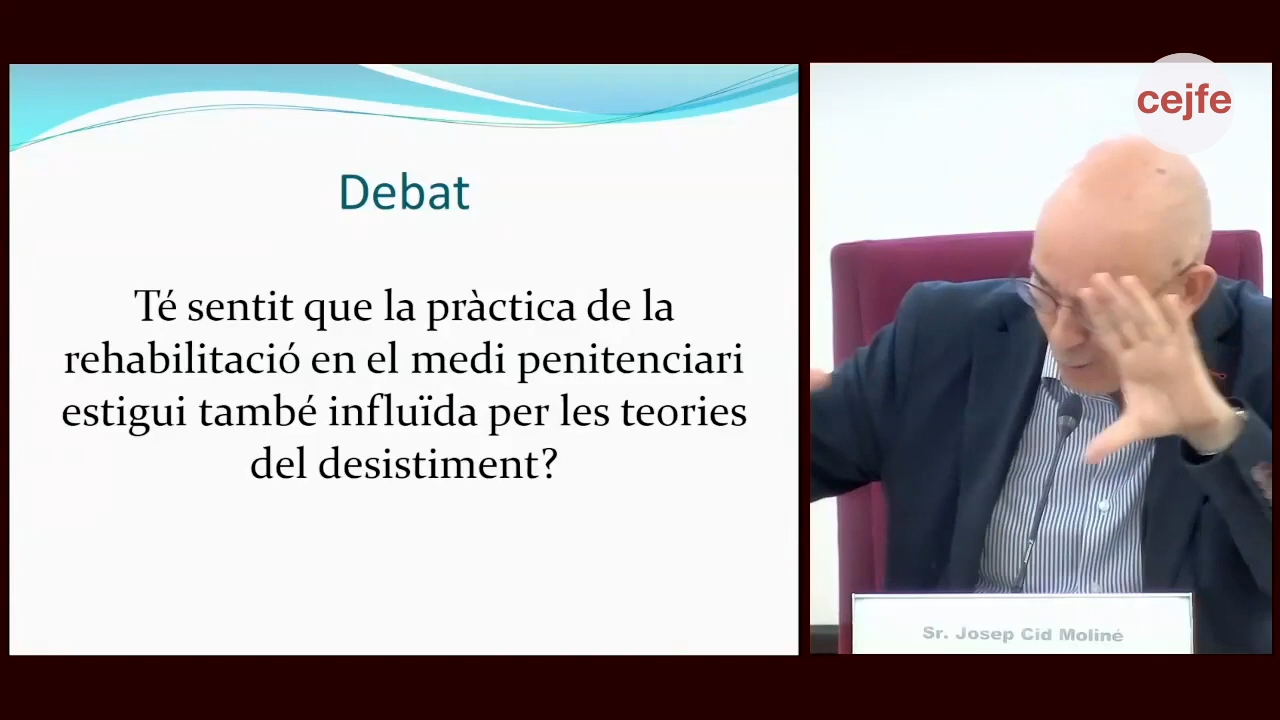 Debat
Té sentit que la pràctica de la
rehabilitació en el medi penitenciari
estigui també influïda per les teories
del desistiment?
cejfe
Sr. Josep Cid Moliné